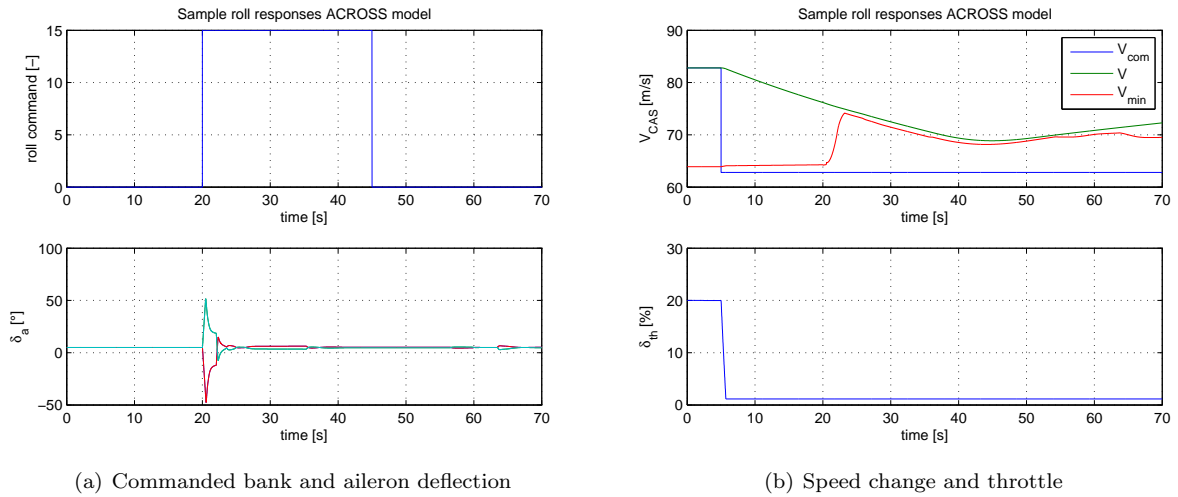 Sample roll responses ACROSS model
roll command [–]
15
10
5
0
0 10 20 30 40 50 60 70
time [s]
δa [°]
100
50
0
−50
0 10 20 30 40 50 60 70
time [s]
(a) Commanded bank and aileron deflection
Sample roll responses ACROSS model
VCAS [m/s]
90
80
70
60
0 10 20 30 40 50 60 70
time [s]
Vcom
V
Vmin
δth [%]
30
20
10
0
0 10 20 30 40 50 60 70
time [s]
(b) Speed change and throttle